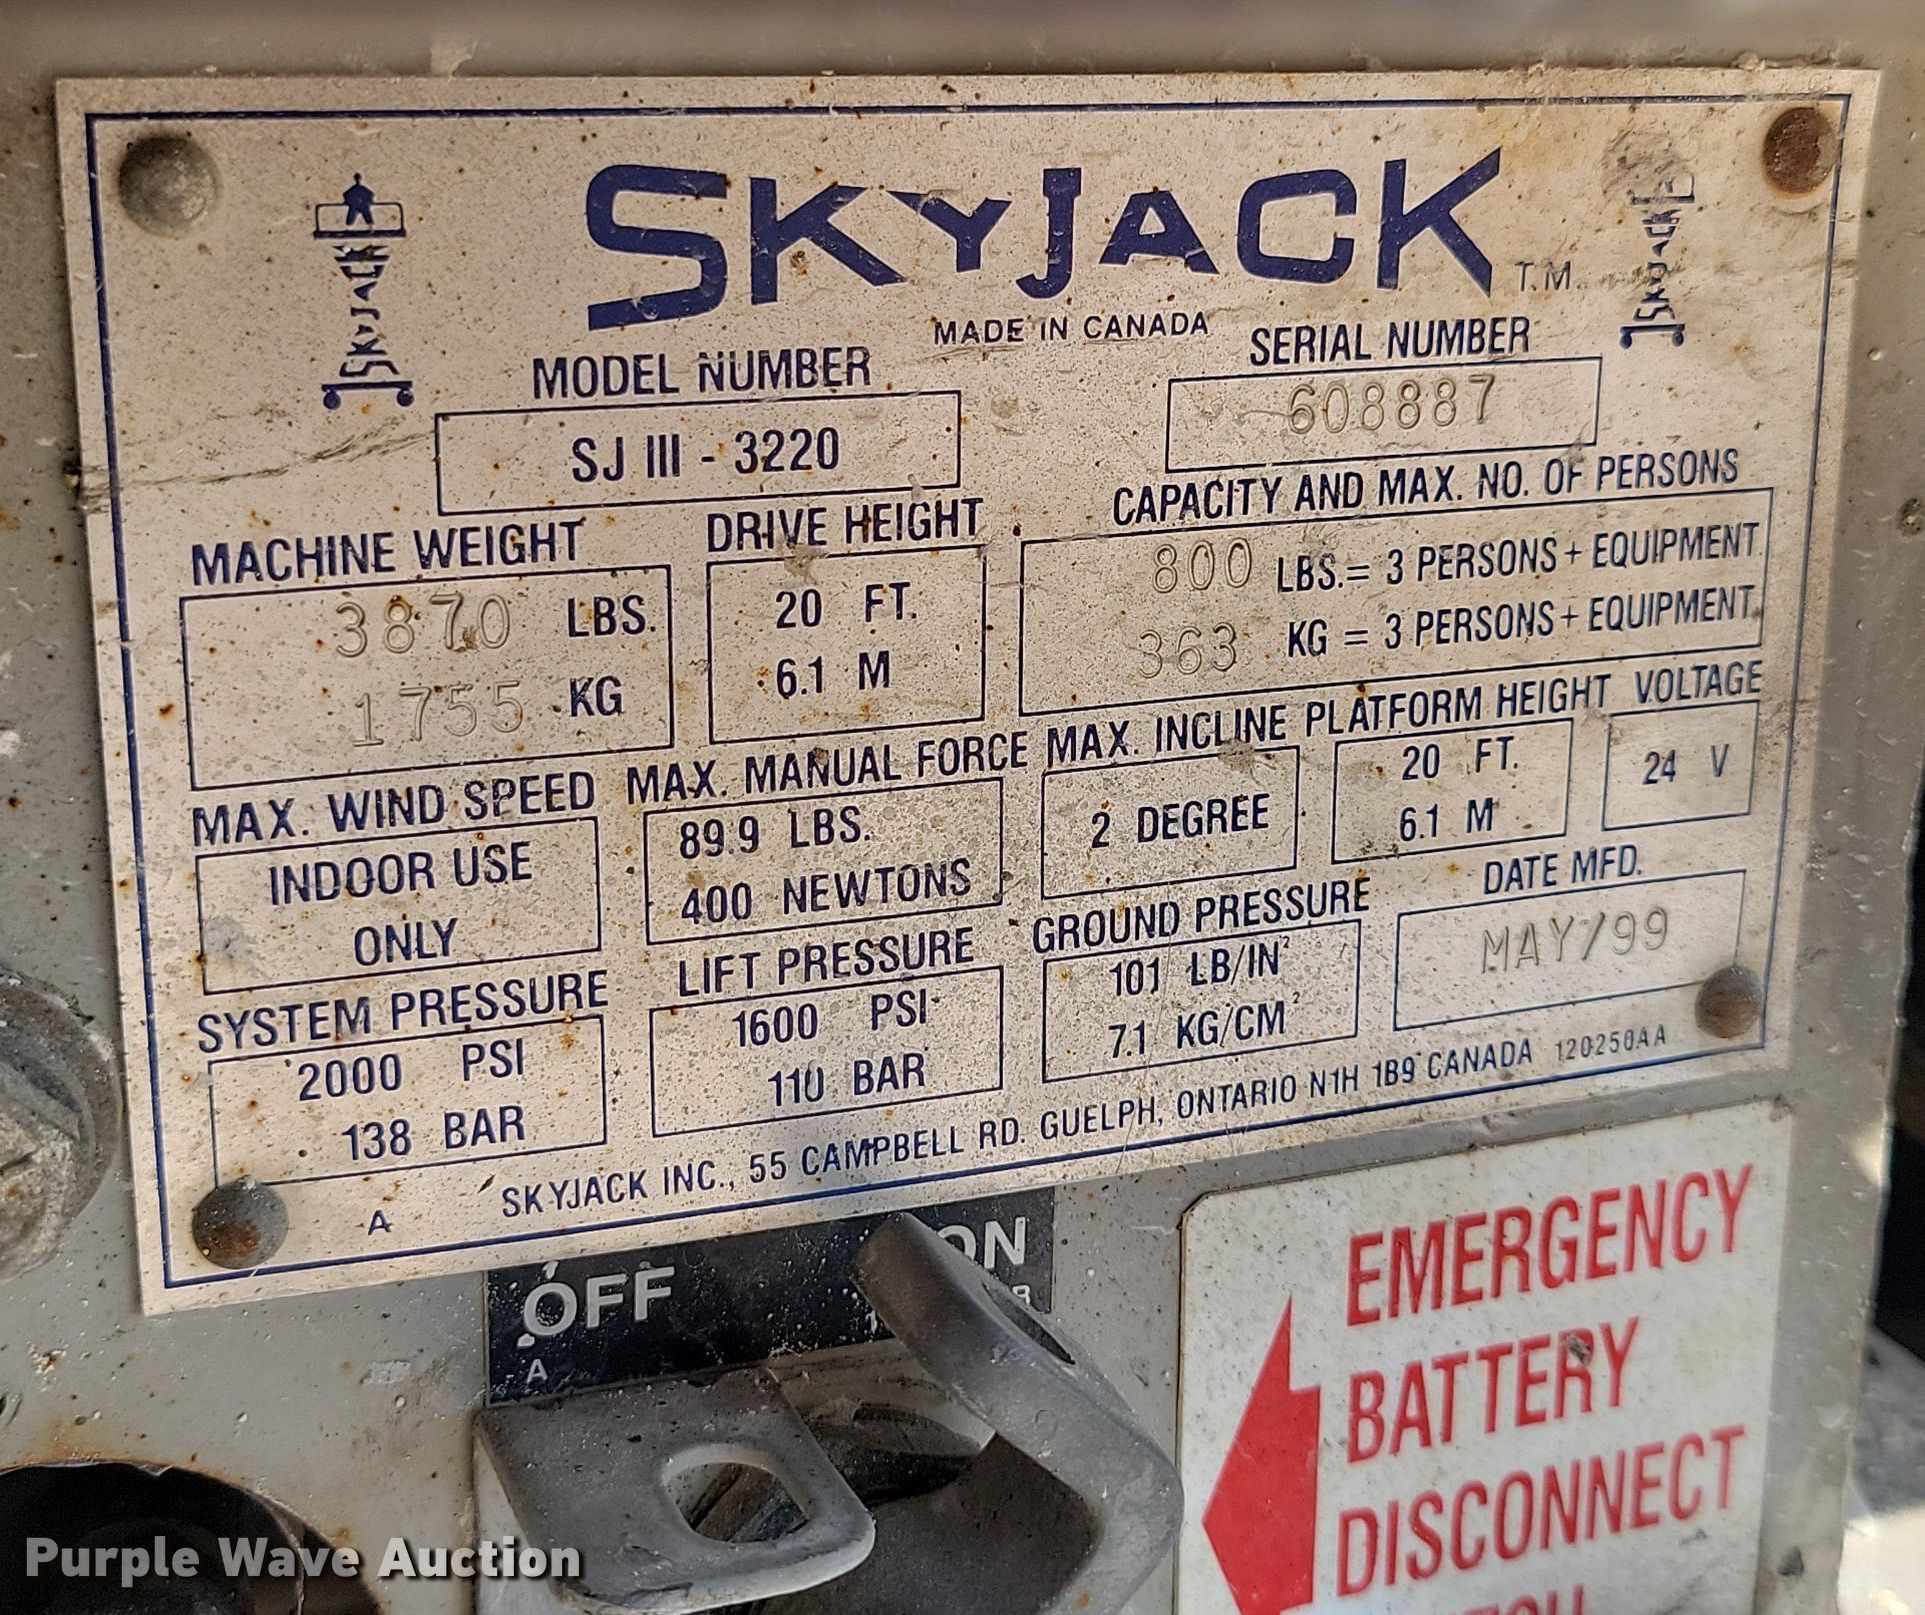 SKYJACK T.M.
SKYJACK
SKYJACK
MADE IN CANADA
MODEL NUMBER
SJ III - 3220
SERIAL NUMBER
608887
MACHINE WEIGHT
3870 LBS.
1755 KG
DRIVE HEIGHT
20 FT.
6.1 M
CAPACITY AND MAX. NO. OF PERSONS
800 LBS. = 3 PERSONS + EQUIPMENT
363 KG = 3 PERSONS + EQUIPMENT
MAX. WIND SPEED
INDOOR USE
ONLY
MAX. MANUAL FORCE
89.9 LBS.
400 NEWTONS
MAX. INCLINE
2 DEGREE
PLATFORM HEIGHT
20 FT.
6.1 M
VOLTAGE
24 V
SYSTEM PRESSURE
2000 PSI
138 BAR
LIFT PRESSURE
1600 PSI
110 BAR
GROUND PRESSURE
101 LB/IN²
7.1 KG/CM²
DATE MFD.
MAY/99
A SKYJACK INC., 55 CAMPBELL RD. GUELPH, ONTARIO N1H 1B9 CANADA 120250AA
OFF ON
A B
EMERGENCY
BATTERY
DISCONNECT
Purple Wave Auction